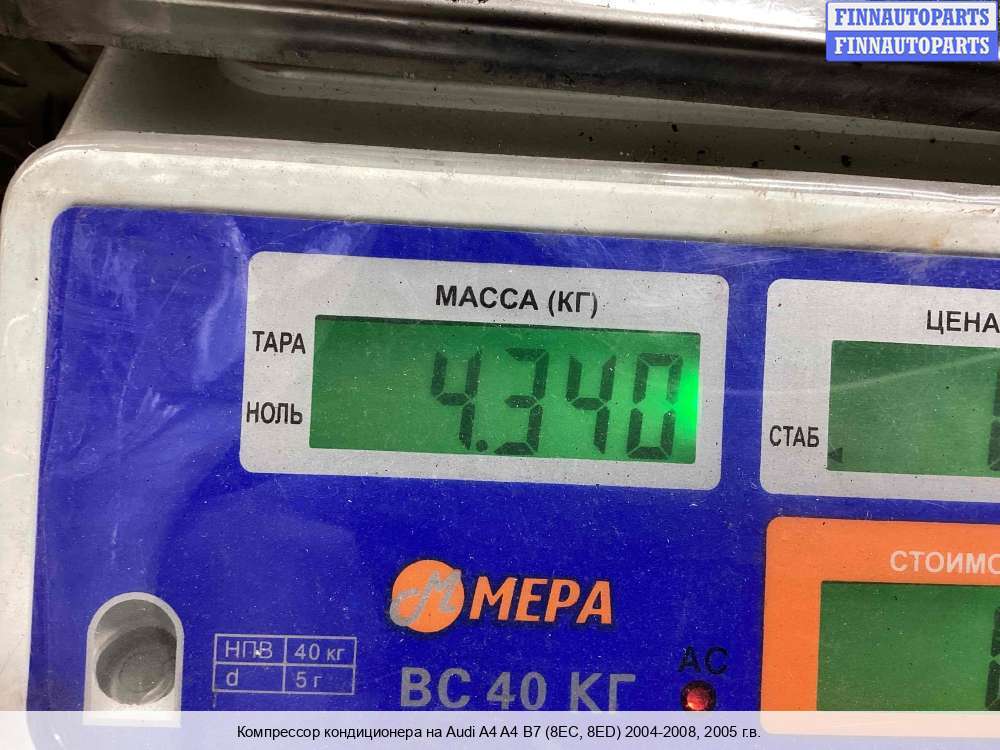 FINNAUTOPARTS
FINNAUTOPARTS
МАССА (КГ)
ТАРА
4.340
НОЛЬ
ЦЕНА
СТАБ
МЕРА
СТОИМО
НПВ 40 кг
d 5 г
ВС 40 КГ
AC
Компрессор кондиционера на Audi A4 A4 B7 (8EC, 8ED) 2004-2008, 2005 г.в.